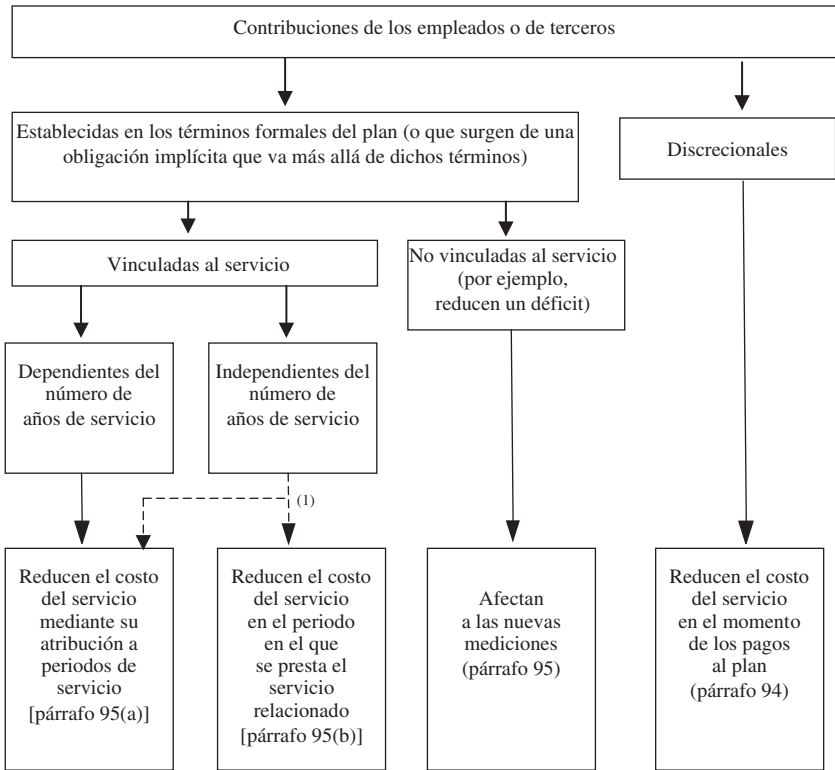 Contribuciones de los empleados o de terceros
Establecidas en los términos formales del plan (o que surgen de una
obligación implícita que va más allá de dichos términos)
Discrecionales
Vinculadas al servicio
No vinculadas al servicio
(por ejemplo,
reducen un déficit)
Dependientes del
número de
años de servicio
Independientes del
número de
años de servicio
(1)
Reducen el costo
del servicio
mediante su
atribución a
periodos de
servicio
[párrafo 95(a)]
Reducen el costo
del servicio
en el periodo
en el que
se presta el
servicio
relacionado
[párrafo 95(b)]
Afectan
a las nuevas
mediciones
(párrafo 95)
Reducen el costo
del servicio
en el momento
de los pagos
al plan
(párrafo 94)